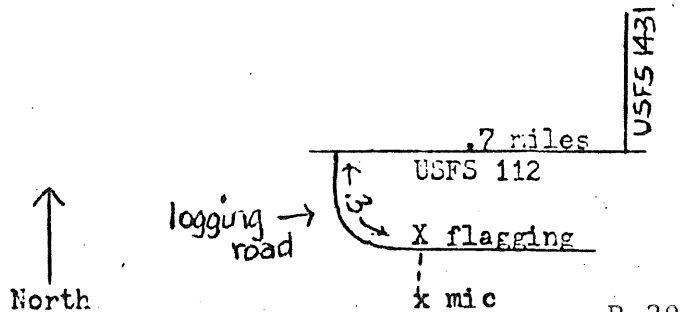 USFS 1431
.7 miles
USFS 112
.3
logging
road
X flagging
North
x mic